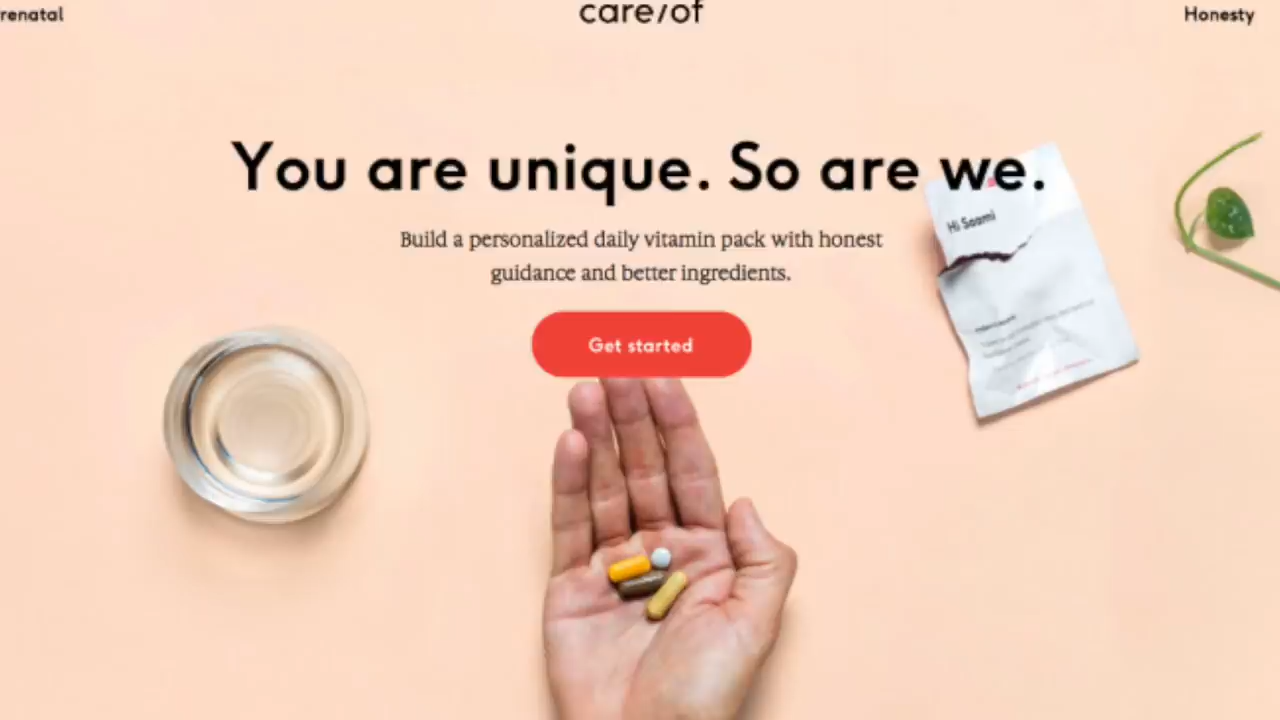 renatal
care/of
Honesty
You are unique. So are we.
Hi Saami
Build a personalized daily vitamin pack with honest
guidance and better ingredients.
Get started